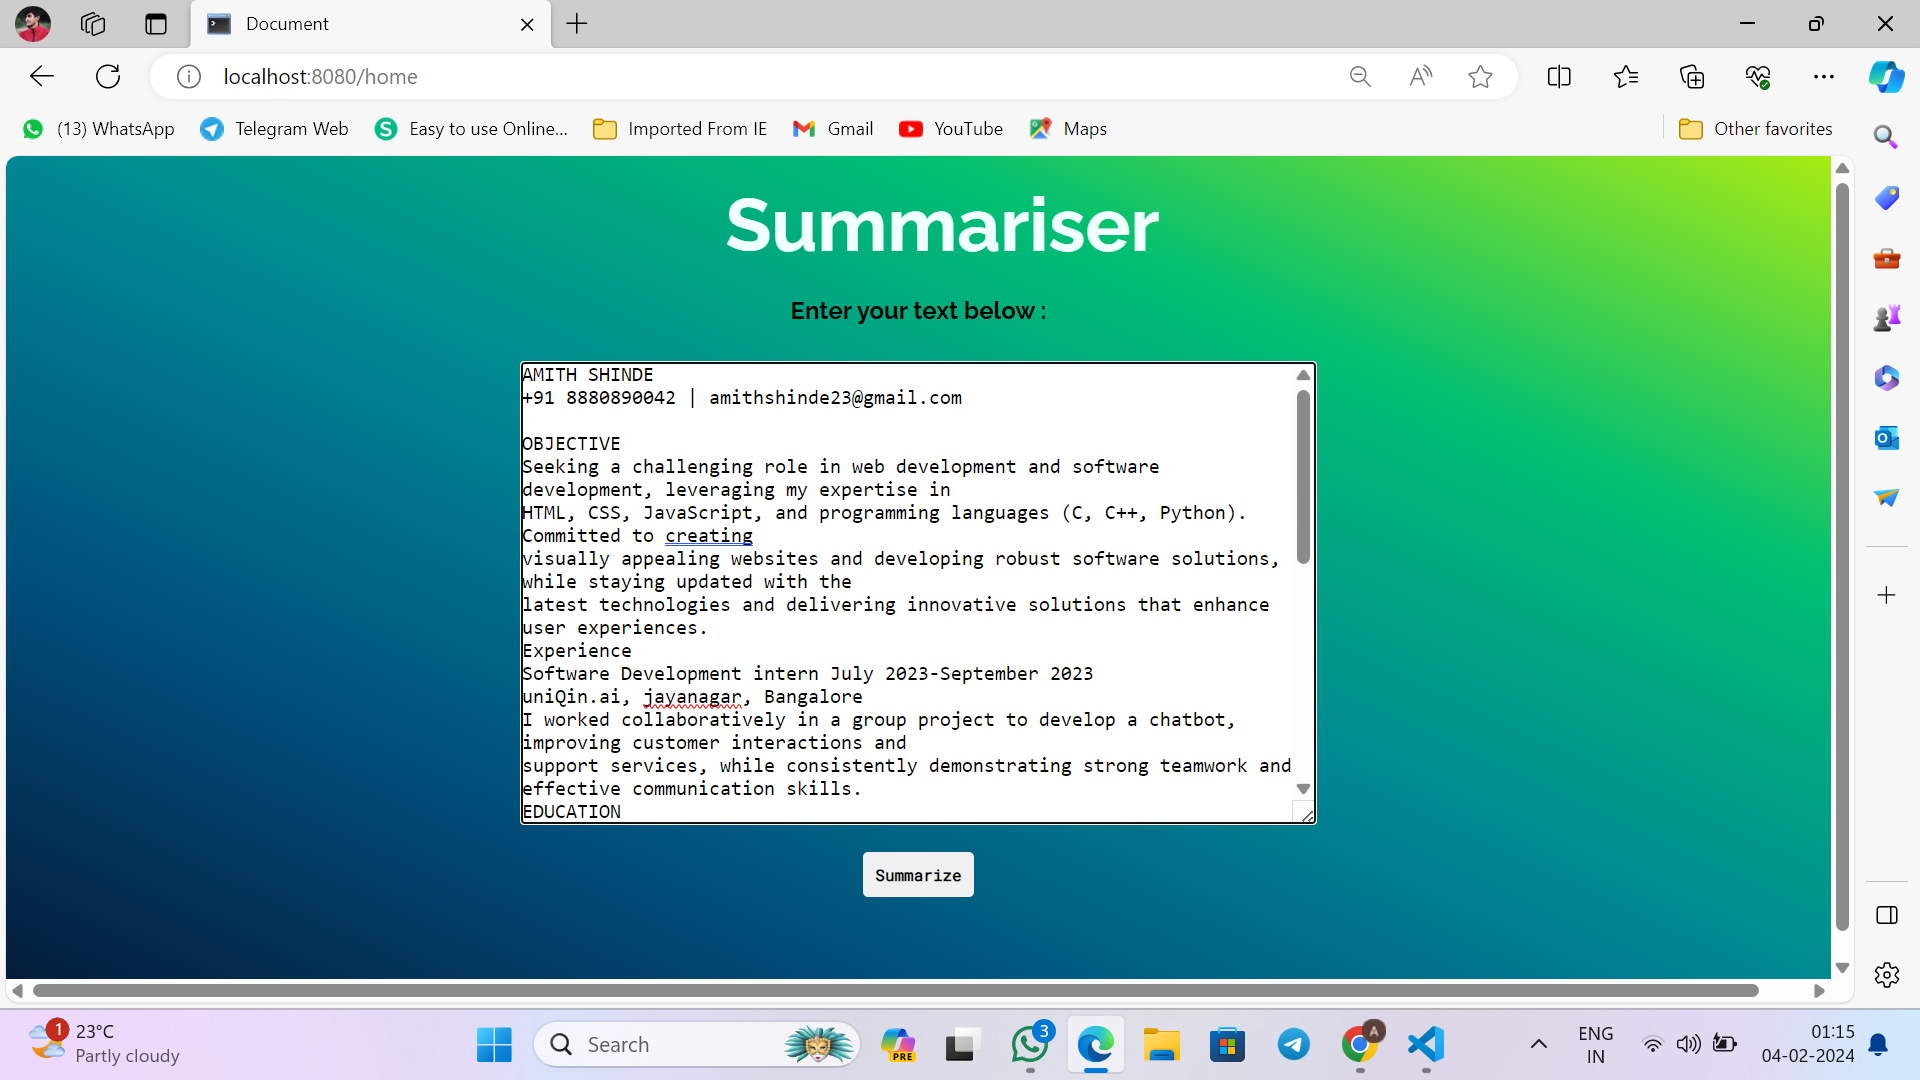 Document
localhost:8080/home
(13) WhatsApp
Telegram Web
S
Easy to use Online...
Imported From IE
Gmail
YouTube
Maps
Other favorites
Summariser
Enter your text below :
AMITH SHINDE
+91 8880890042 | amithshinde23@gmail.com
OBJECTIVE
Seeking a challenging role in web development and software
development, leveraging my expertise in
HTML, CSS, JavaScript, and programming languages (C, C++, Python).
Committed to creating
visually appealing websites and developing robust software solutions,
while staying updated with the
latest technologies and delivering innovative solutions that enhance
user experiences.
Experience
Software Development intern July 2023-September 2023
uniQin.ai, jayanagar, Bangalore
I worked collaboratively in a group project to develop a chatbot,
improving customer interactions and
support services, while consistently demonstrating strong teamwork and
effective communication skills.
EDUCATION
Summarize
1
23°C
Partly cloudy
Search
PRE
3
A
ENG
IN
01:15
04-02-2024